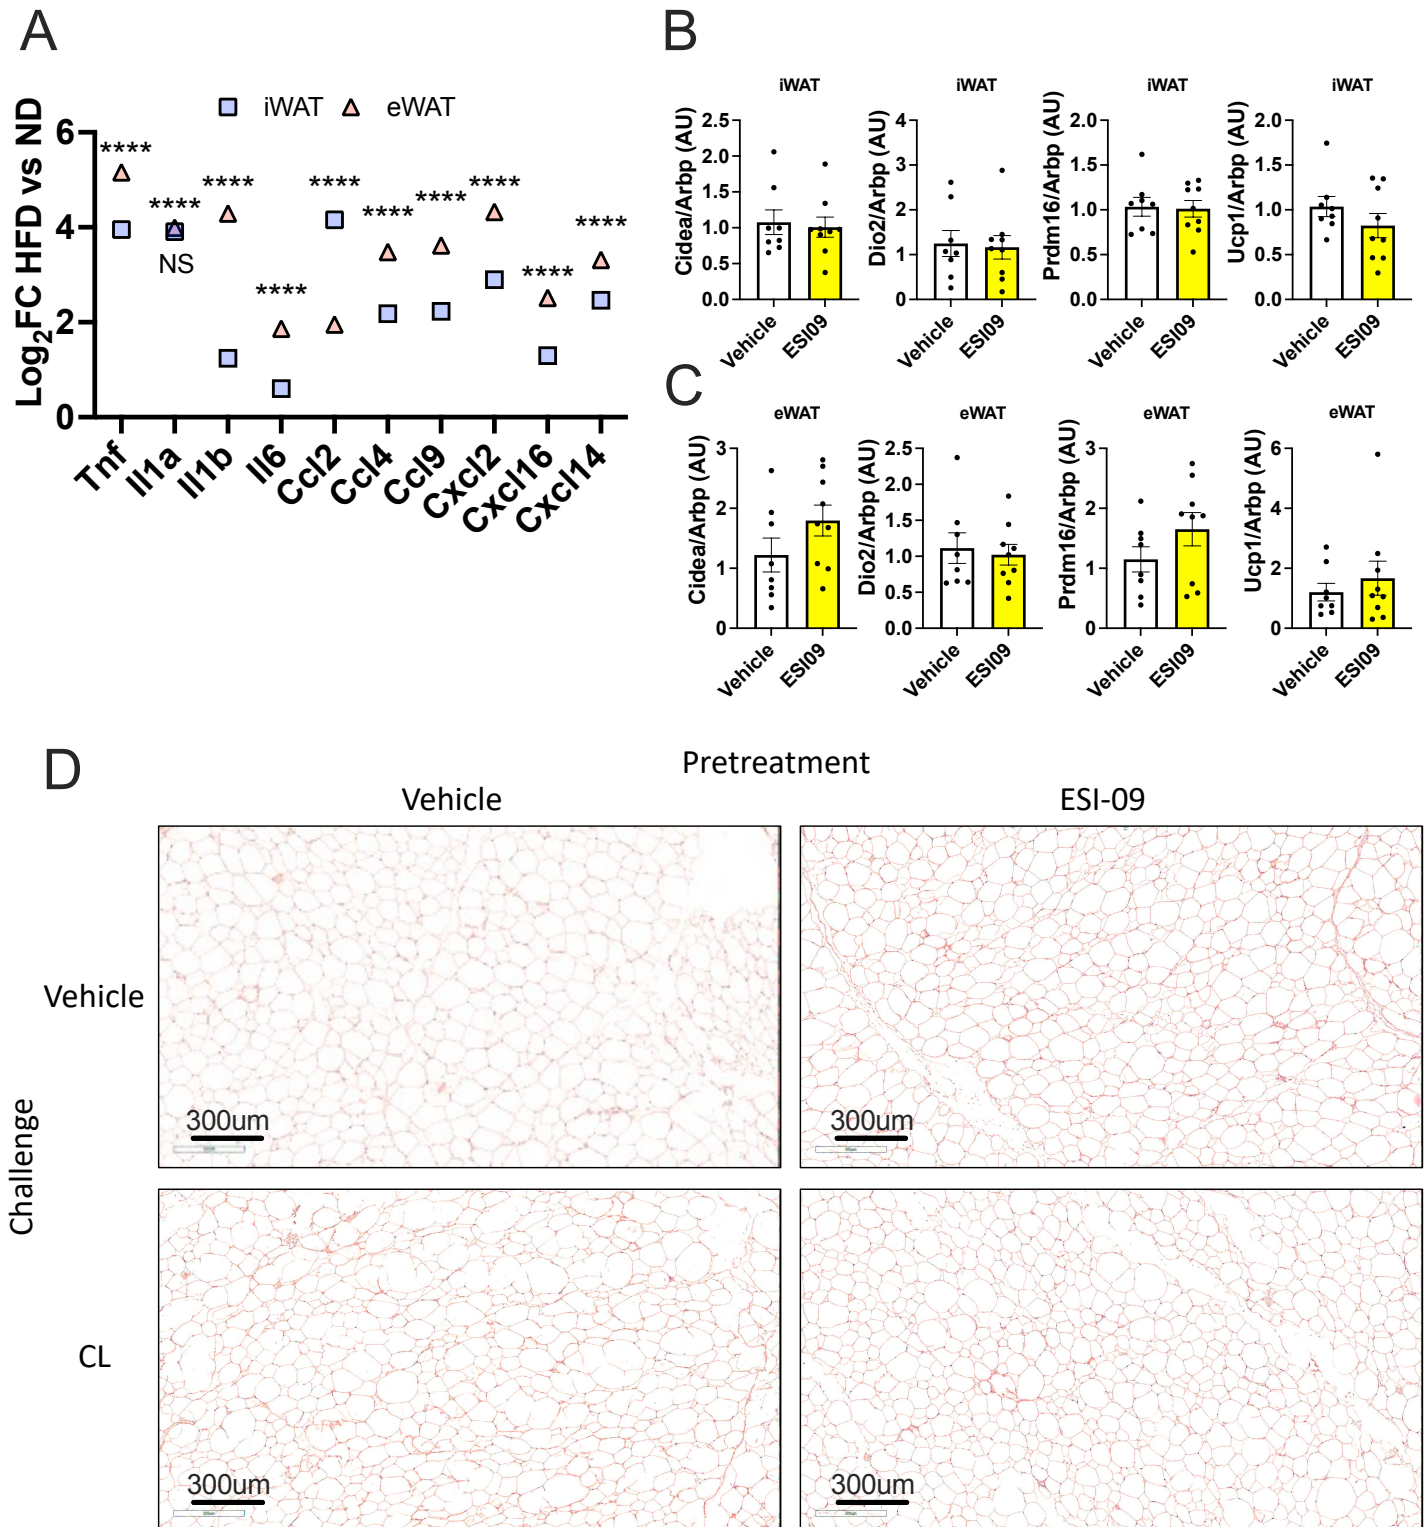 A
iWAT eWAT
Log2FC HFD vs ND
6
4
2
0
**** **** **** **** **** **** **** **** **** ****
NS
Tnf Il1a Il1b Il6 Ccl2 Ccl4 Ccl9 Cxcl2 Cxcl16 Cxcl14
B
iWAT
Cidea/Arbp (AU)
2.5
2.0
1.5
1.0
0.5
0.0
Vehicle ESI09
iWAT
Dio2/Arbp (AU)
4
3
2
1
0
Vehicle ESI09
iWAT
Prdm16/Arbp (AU)
2.0
1.5
1.0
0.5
0.0
Vehicle ESI09
iWAT
Ucp1/Arbp (AU)
2.0
1.5
1.0
0.5
0.0
Vehicle ESI09
C
eWAT
Cidea/Arbp (AU)
3
2
1
0
Vehicle ESI09
eWAT
Dio2/Arbp (AU)
2.5
2.0
1.5
1.0
0.5
0.0
Vehicle ESI09
eWAT
Prdm16/Arbp (AU)
3
2
1
0
Vehicle ESI09
eWAT
Ucp1/Arbp (AU)
6
4
2
0
Vehicle ESI09
D
Pretreatment
Vehicle ESI-09
Challenge
Vehicle
300um
300um
CL
300um
300um